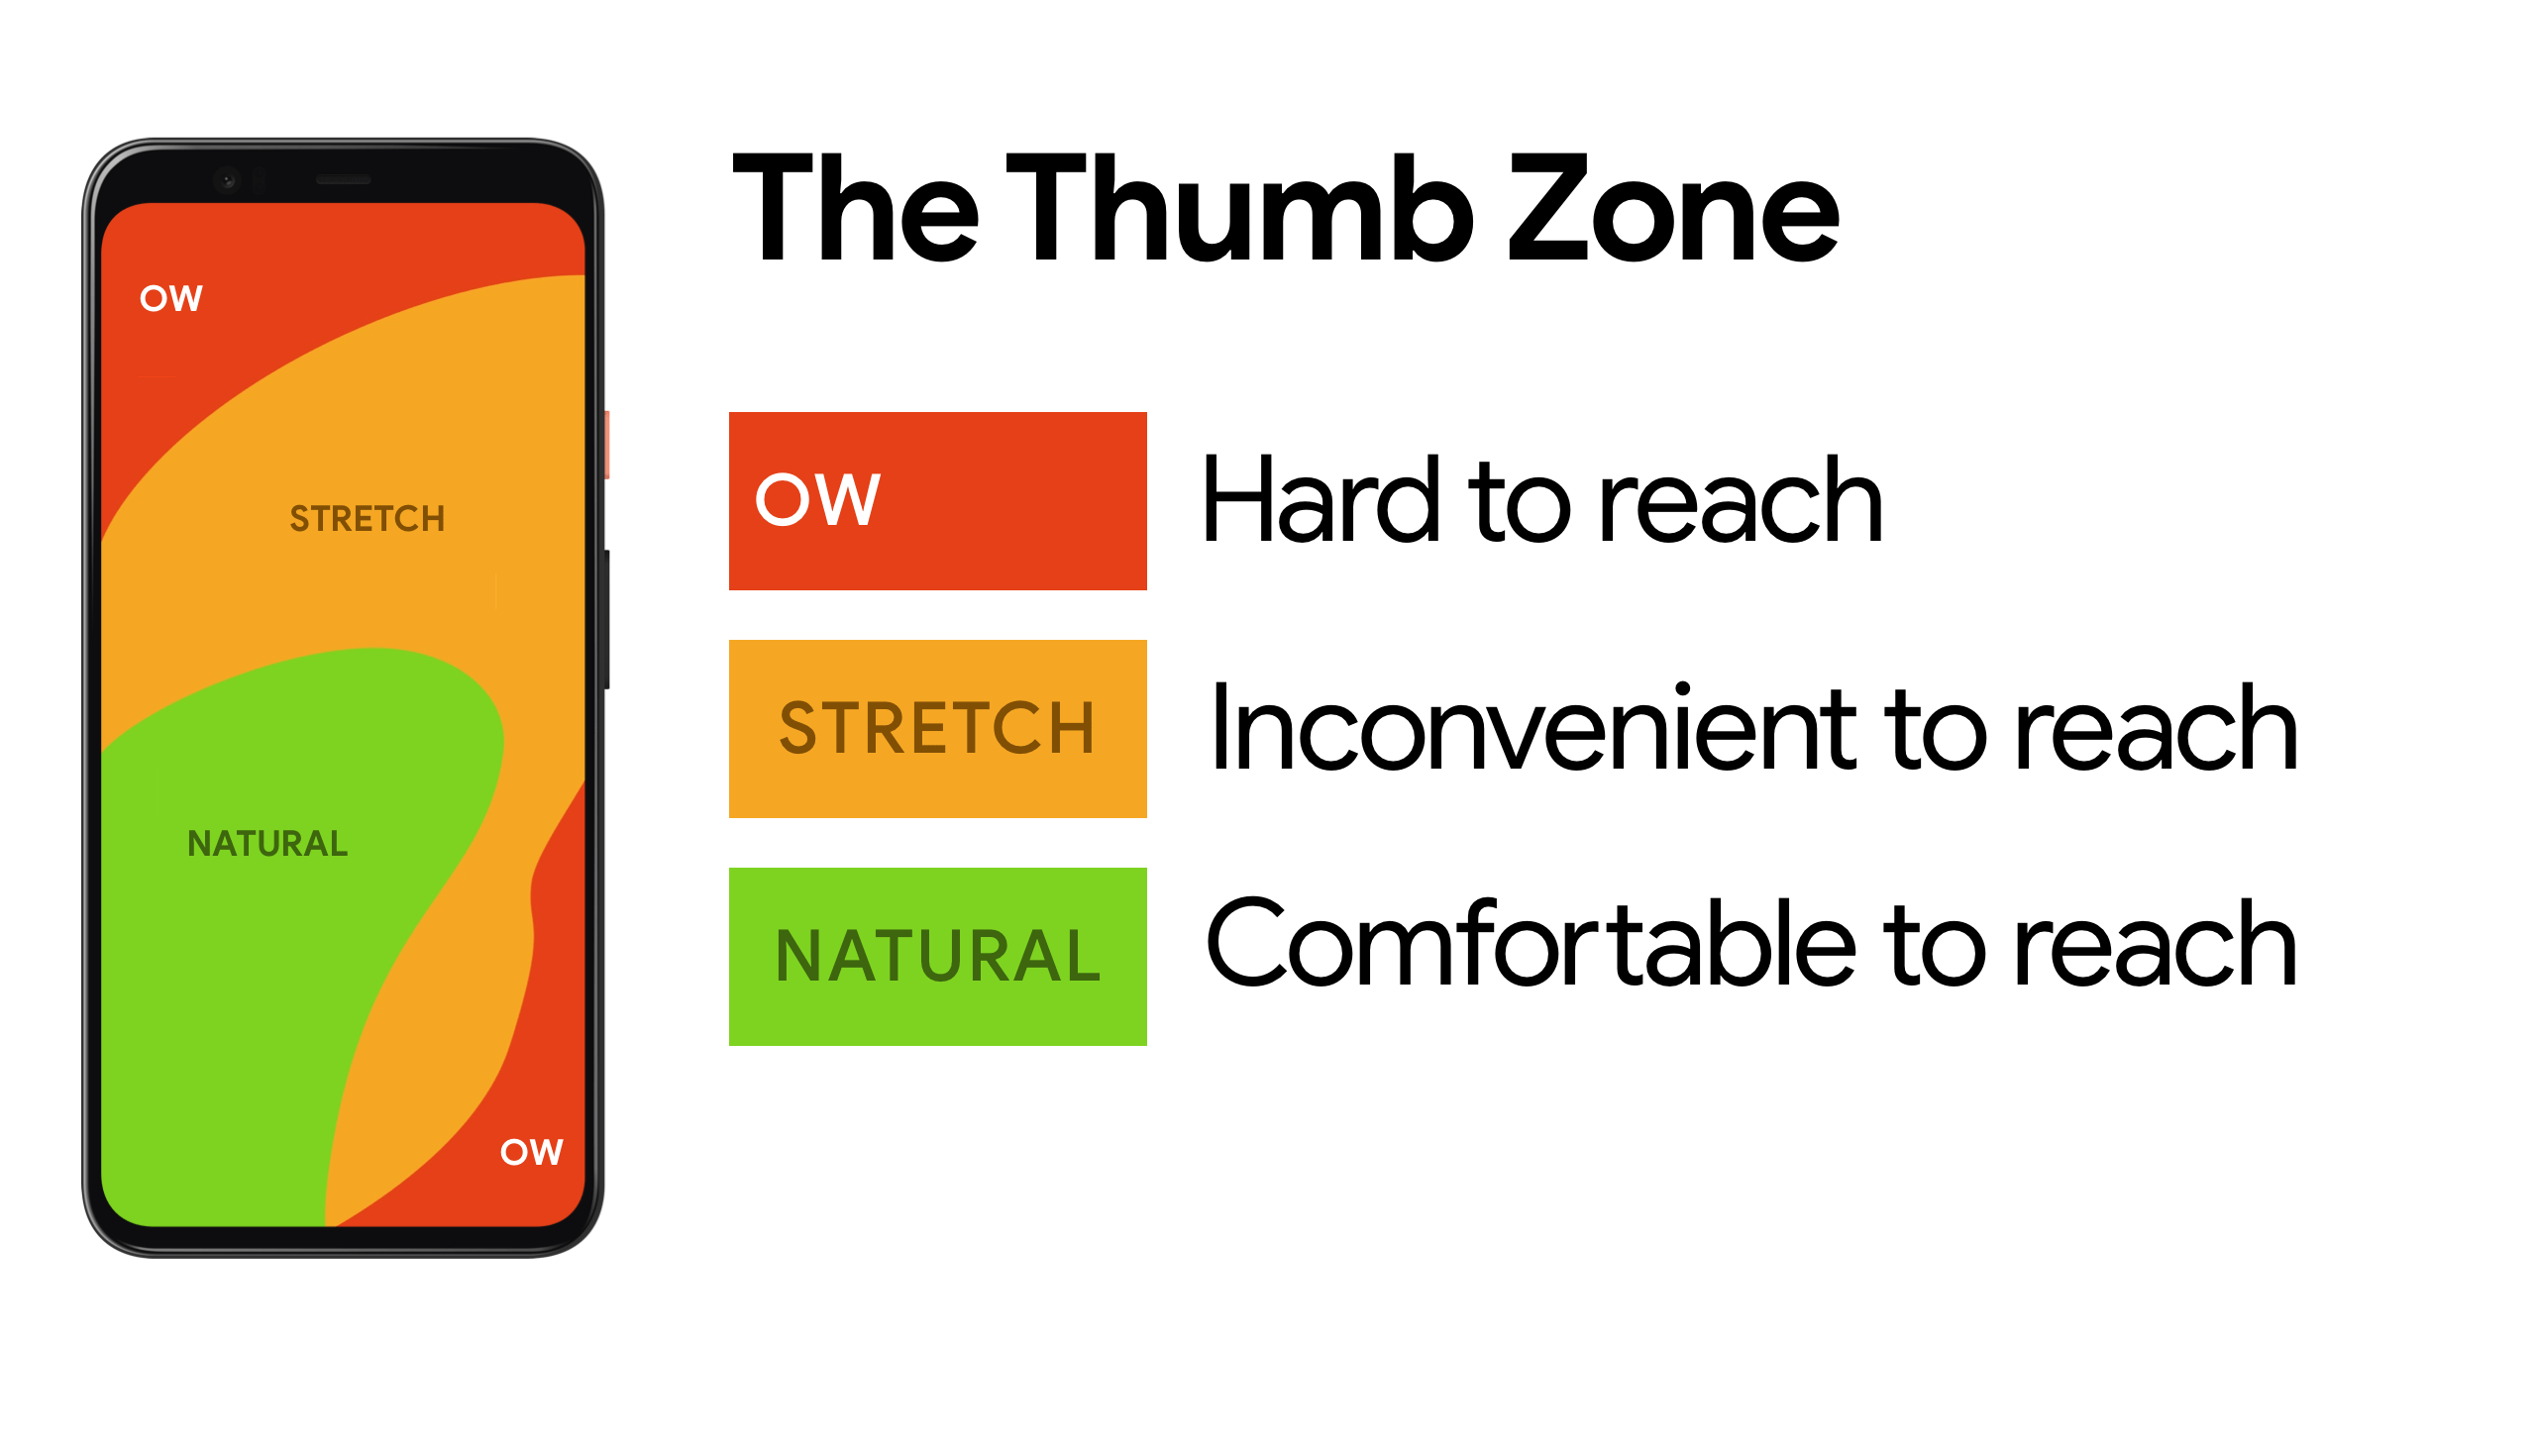 The Thumb Zone
OW
STRETCH
NATURAL
OW
OW
Hard to reach
STRETCH
Inconvenient to reach
NATURAL
Comfortable to reach